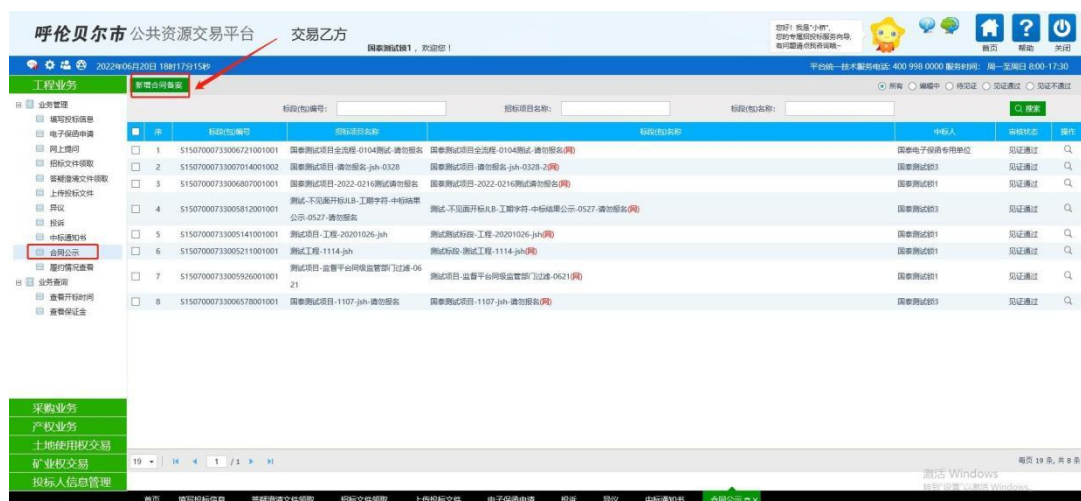 呼伦贝尔市 公共资源交易平台 交易乙方
国泰测试锁1，欢迎您！
您好！我是"小桥"，
您的专属招投标服务向导，
有问题请点我咨询哦~
首页 帮助 关闭
2022年06月20日 18时17分15秒
平台统一技术服务电话: 400 998 0000 服务时间: 周一至周日 8:00-17:30
工程业务
新增合同备案
所有 编辑中 待见证 见证通过 见证不通过
业务管理
填写投标信息
电子保函申请
网上提问
招标文件领取
答疑澄清文件领取
上传投标文件
异议
投诉
中标通知书
合同公示
履约情况查看
业务查询
查看开标时间
查看保证金
标段(包)编号: 招标项目名称: 标段(包)名称: 搜索
序 标段(包)编号 招标项目名称 标段(包)名称 中标人 审核状态 操作
1 S1507000733006721001001 国泰测试项目全流程-0104测试-请勿报名 国泰测试项目全流程-0104测试-请勿报名(网) 国泰电子保函专用单位 见证通过
2 S1507000733007014001002 国泰测试项目-请勿报名-jsh-0328 国泰测试项目-请勿报名-jsh-0328-2(网) 国泰测试锁3 见证通过
3 S1507000733006807001001 国泰测试项目-2022-0216测试请勿报名 国泰测试项目-2022-0216测试请勿报名(网) 国泰测试锁1 见证通过
4 S1507000733005812001001 测试-不见面开标JLB-工期字符-中标结果公示-0527-请勿报名 测试-不见面开标JLB-工期字符-中标结果公示-0527-请勿报名(网) 国泰测试锁3 见证通过
5 S1507000733005141001001 测试项目-工程-20201026-jsh 测试测试标段-工程-20201026-jsh(网) 国泰测试锁1 见证通过
6 S1507000733005211001001 测试工程-1114-jsh 测试标段-测试工程-1114-jsh(网) 国泰测试锁1 见证通过
7 S1507000733005926001001 测试项目-监督平台同级监管部门过滤-0621 测试项目-监督平台同级监管部门过滤-0621(网) 国泰测试锁1 见证通过
8 S1507000733006578001001 国泰测试项目-1107-jsh-请勿报名 国泰测试项目-1107-jsh-请勿报名(网) 国泰测试锁3 见证通过
采购业务
产权业务
土地使用权交易
矿业权交易
投标人信息管理
19 1 /1
每页 19 条, 共 8 条
激活 Windows
转到"设置"以激活 Windows。
首页 填写投标信息 答疑澄清文件领取 招标文件领取 上传投标文件 电子保函申请 投诉 异议 中标通知书 合同公示